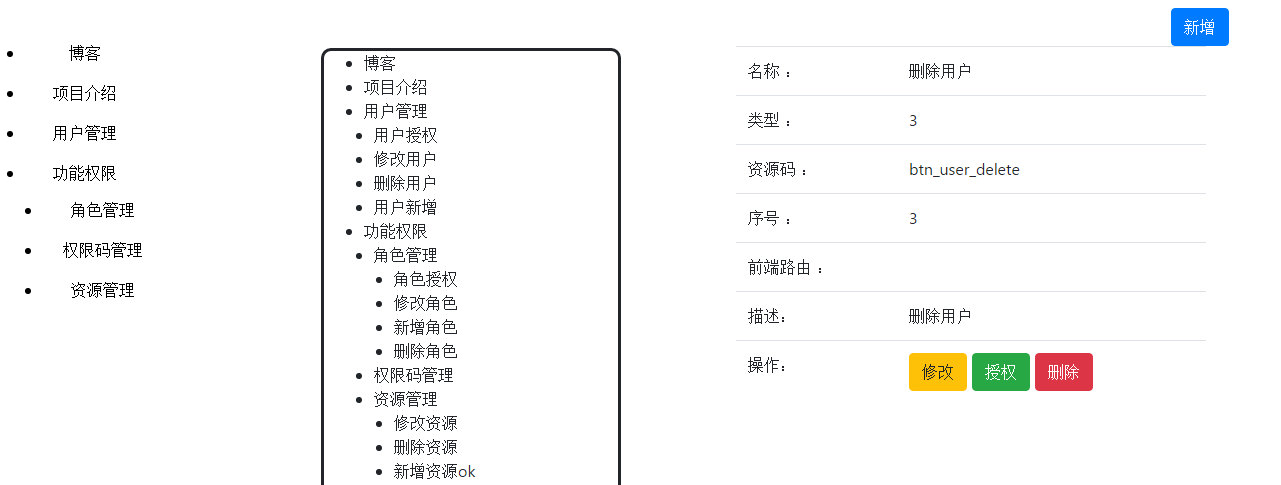 博客
项目介绍
用户管理
功能权限
角色管理
权限码管理
资源管理
博客
项目介绍
用户管理
用户授权
修改用户
删除用户
用户新增
功能权限
角色管理
角色授权
修改角色
新增角色
删除角色
权限码管理
资源管理
修改资源
删除资源
新增资源ok
新增
名称 ： 删除用户
类型 ： 3
资源码 ： btn_user_delete
序号 ： 3
前端路由 ：
描述： 删除用户
操作： 修改 授权 删除